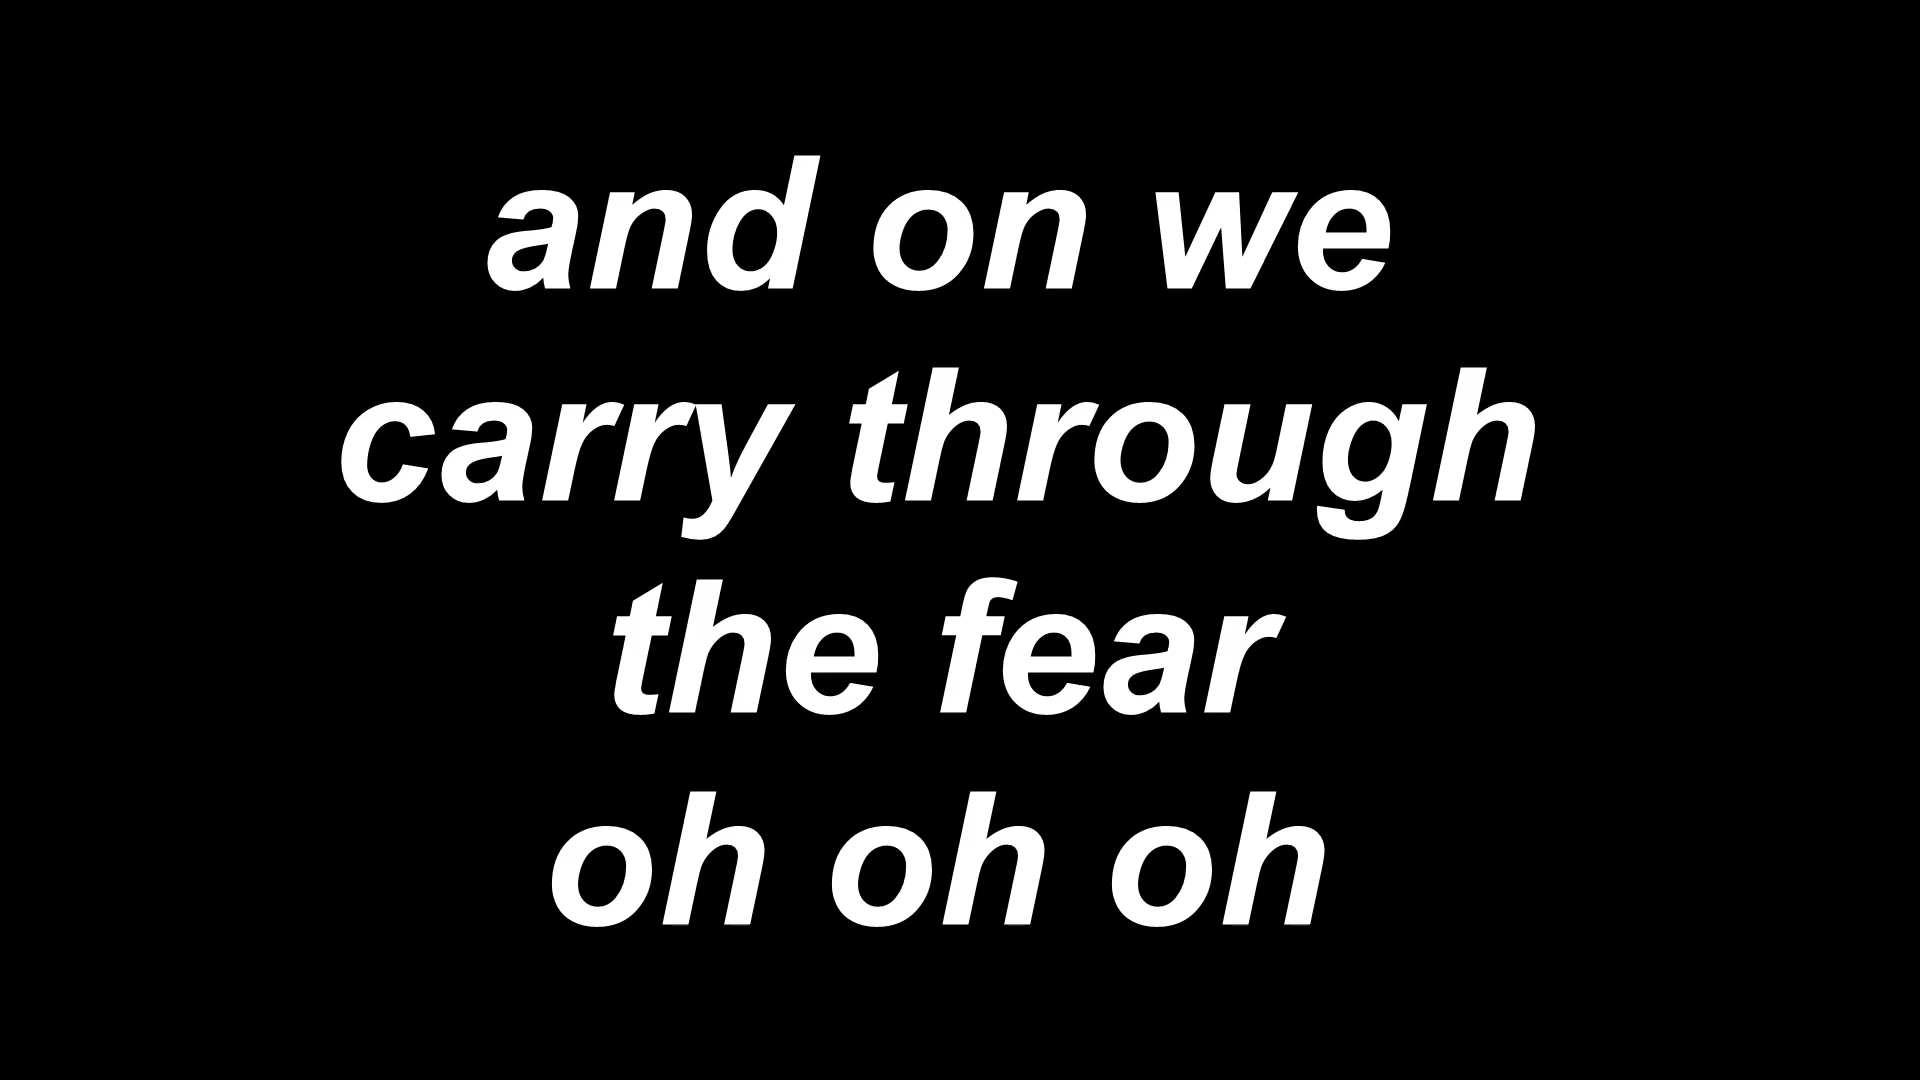 and on we
carry through
the fear
oh oh oh